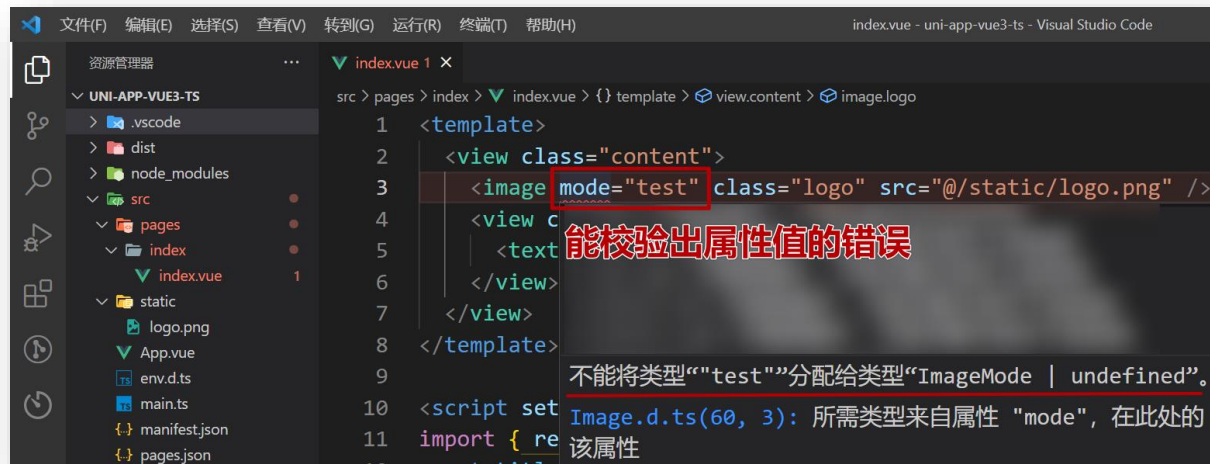 文件(F) 编辑(E) 选择(S) 查看(V) 转到(G) 运行(R) 终端(T) 帮助(H) index.vue - uni-app-vue3-ts - Visual Studio Code
资源管理器 ···
UNI-APP-VUE3-TS
.vscode
dist
node_modules
src
pages
index
index.vue 1
static
logo.png
App.vue
TS env.d.ts
TS main.ts
{..} manifest.json
{..} pages.json
index.vue 1 ×
src > pages > index > index.vue > {} template > view.content > image.logo
1 <template>
2 <view class="content">
3 <image mode="test" class="logo" src="@/static/logo.png" />
4 <view c
5 <text
6 </view>
7 </view>
8 </template>
9
10 <script set
11 import { re
能校验出属性值的错误
不能将类型“"test"”分配给类型“ImageMode | undefined”。
Image.d.ts(60, 3): 所需类型来自属性 "mode", 在此处的
该属性